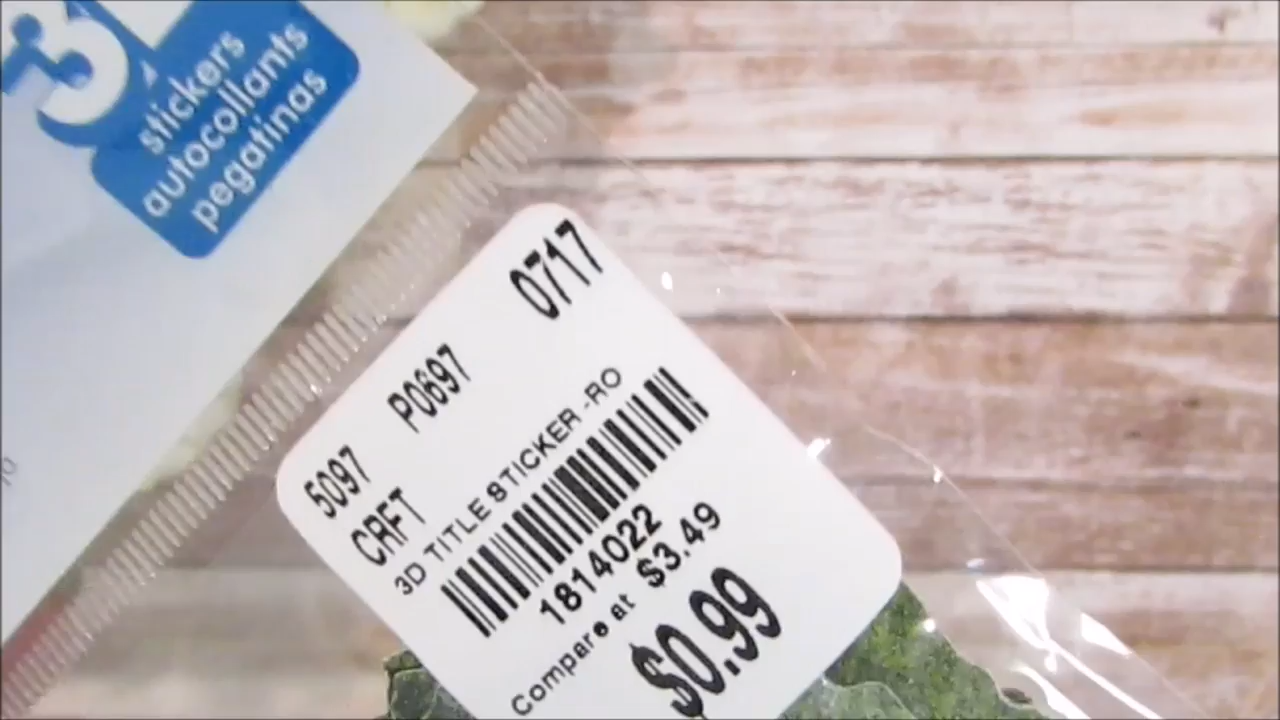 3
stickers
autocollants
pegatinas
0717
5097 P0697
CRFT
3D TITLE STICKER -RO
1814022
Compare at $3.49
$0.99